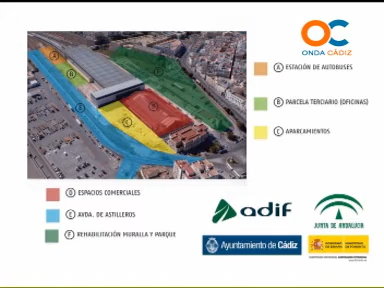 OC
ONDA CÁDIZ
A ESTACIÓN DE AUTOBUSES
B PARCELA TERCIARIO (OFICINAS)
C APARCAMIENTOS
D ESPACIOS COMERCIALES
E AVDA. DE ASTILLEROS
F REHABILITACIÓN MURALLA Y PARQUE
adif
JUNTA DE ANDALUCIA
Ayuntamiento de Cádiz